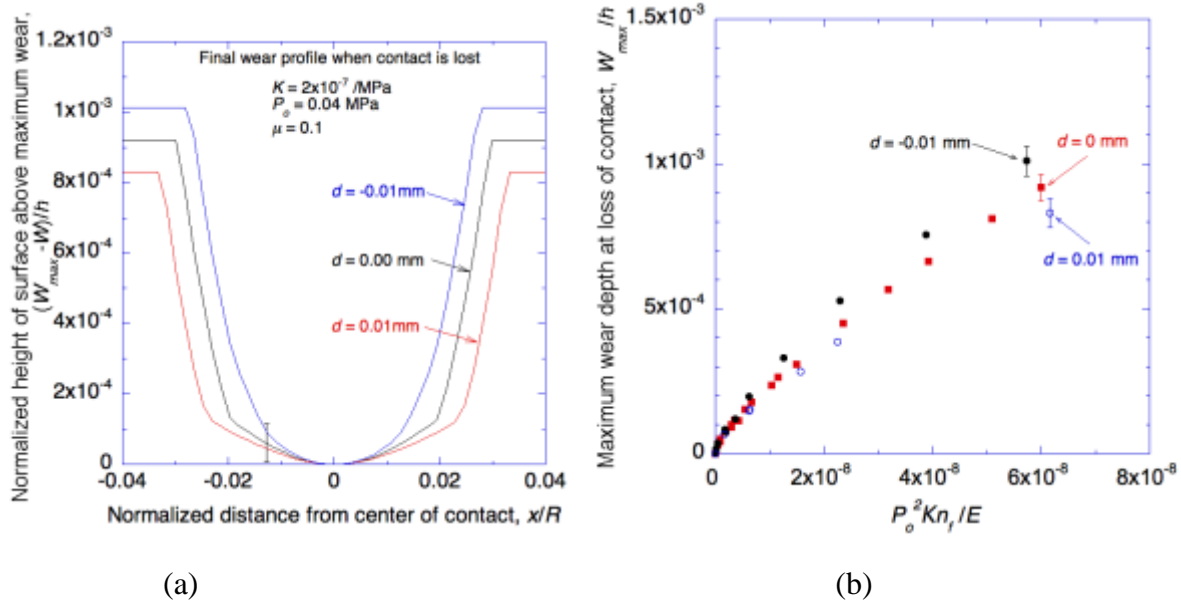 Normalized height of surface above maximum wear,
(W_max-W)/h
1.2x10⁻³
1x10⁻³
8x10⁻⁴
6x10⁻⁴
4x10⁻⁴
2x10⁻⁴
0
Final wear profile when contact is lost
K = 2x10⁻⁷ /MPa
P_o = 0.04 MPa
μ = 0.1
d = -0.01mm
d = 0.00 mm
d = 0.01mm
-0.04 -0.02 0 0.02 0.04
Normalized distance from center of contact, x/R
(a)
Maximum wear depth at loss of contact, W_max/h
1.5x10⁻³
1x10⁻³
5x10⁻⁴
0
d = -0.01 mm
d = 0 mm
d = 0.01 mm
0 2x10⁻⁸ 4x10⁻⁸ 6x10⁻⁸ 8x10⁻⁸
P_o²Kn_f/E
(b)